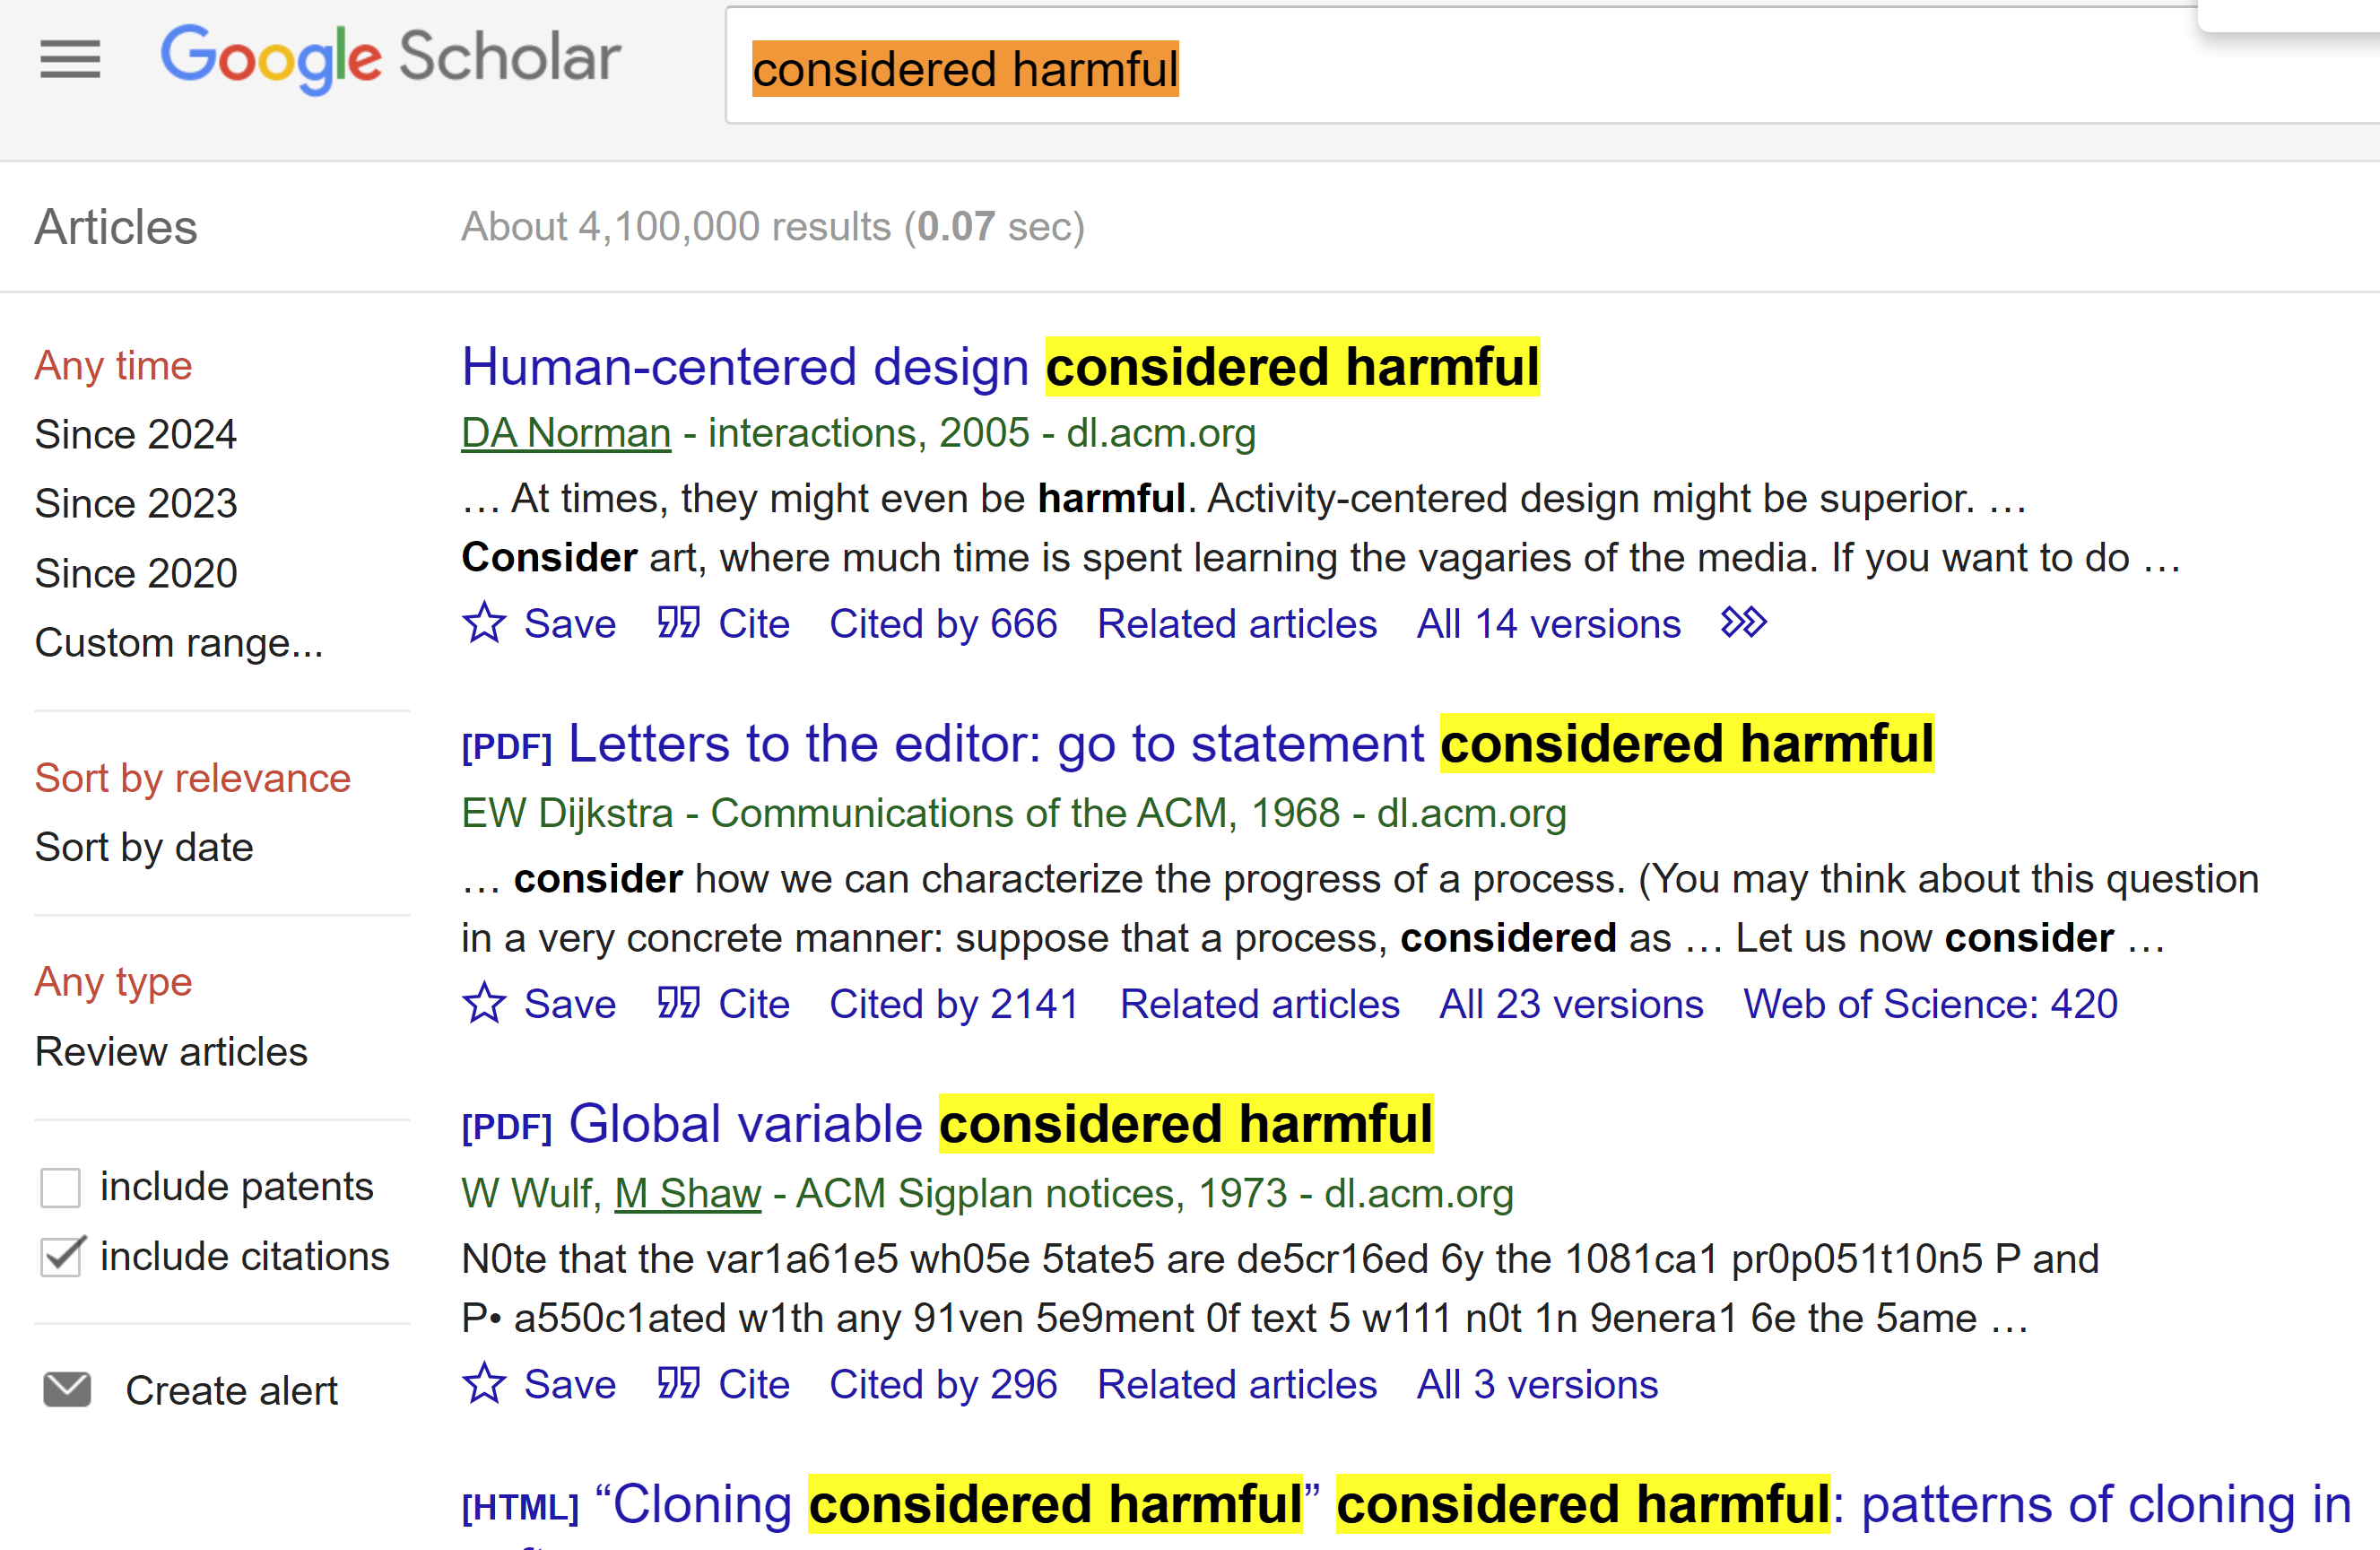 Google Scholar
considered harmful
Articles
About 4,100,000 results (0.07 sec)
Any time
Since 2024
Since 2023
Since 2020
Custom range...
Sort by relevance
Sort by date
Any type
Review articles
include patents
include citations
Create alert
Human-centered design considered harmful
DA Norman - interactions, 2005 - dl.acm.org
… At times, they might even be harmful. Activity-centered design might be superior. …
Consider art, where much time is spent learning the vagaries of the media. If you want to do …
Save Cite Cited by 666 Related articles All 14 versions
[PDF] Letters to the editor: go to statement considered harmful
EW Dijkstra - Communications of the ACM, 1968 - dl.acm.org
… consider how we can characterize the progress of a process. (You may think about this question
in a very concrete manner: suppose that a process, considered as … Let us now consider …
Save Cite Cited by 2141 Related articles All 23 versions Web of Science: 420
[PDF] Global variable considered harmful
W Wulf, M Shaw - ACM Sigplan notices, 1973 - dl.acm.org
N0te that the var1a61e5 wh05e 5tate5 are de5cr16ed 6y the 1081ca1 pr0p051t10n5 P and
P• a550c1ated w1th any 91ven 5e9ment 0f text 5 w111 n0t 1n 9enera1 6e the 5ame …
Save Cite Cited by 296 Related articles All 3 versions
[HTML] “Cloning considered harmful” considered harmful: patterns of cloning in